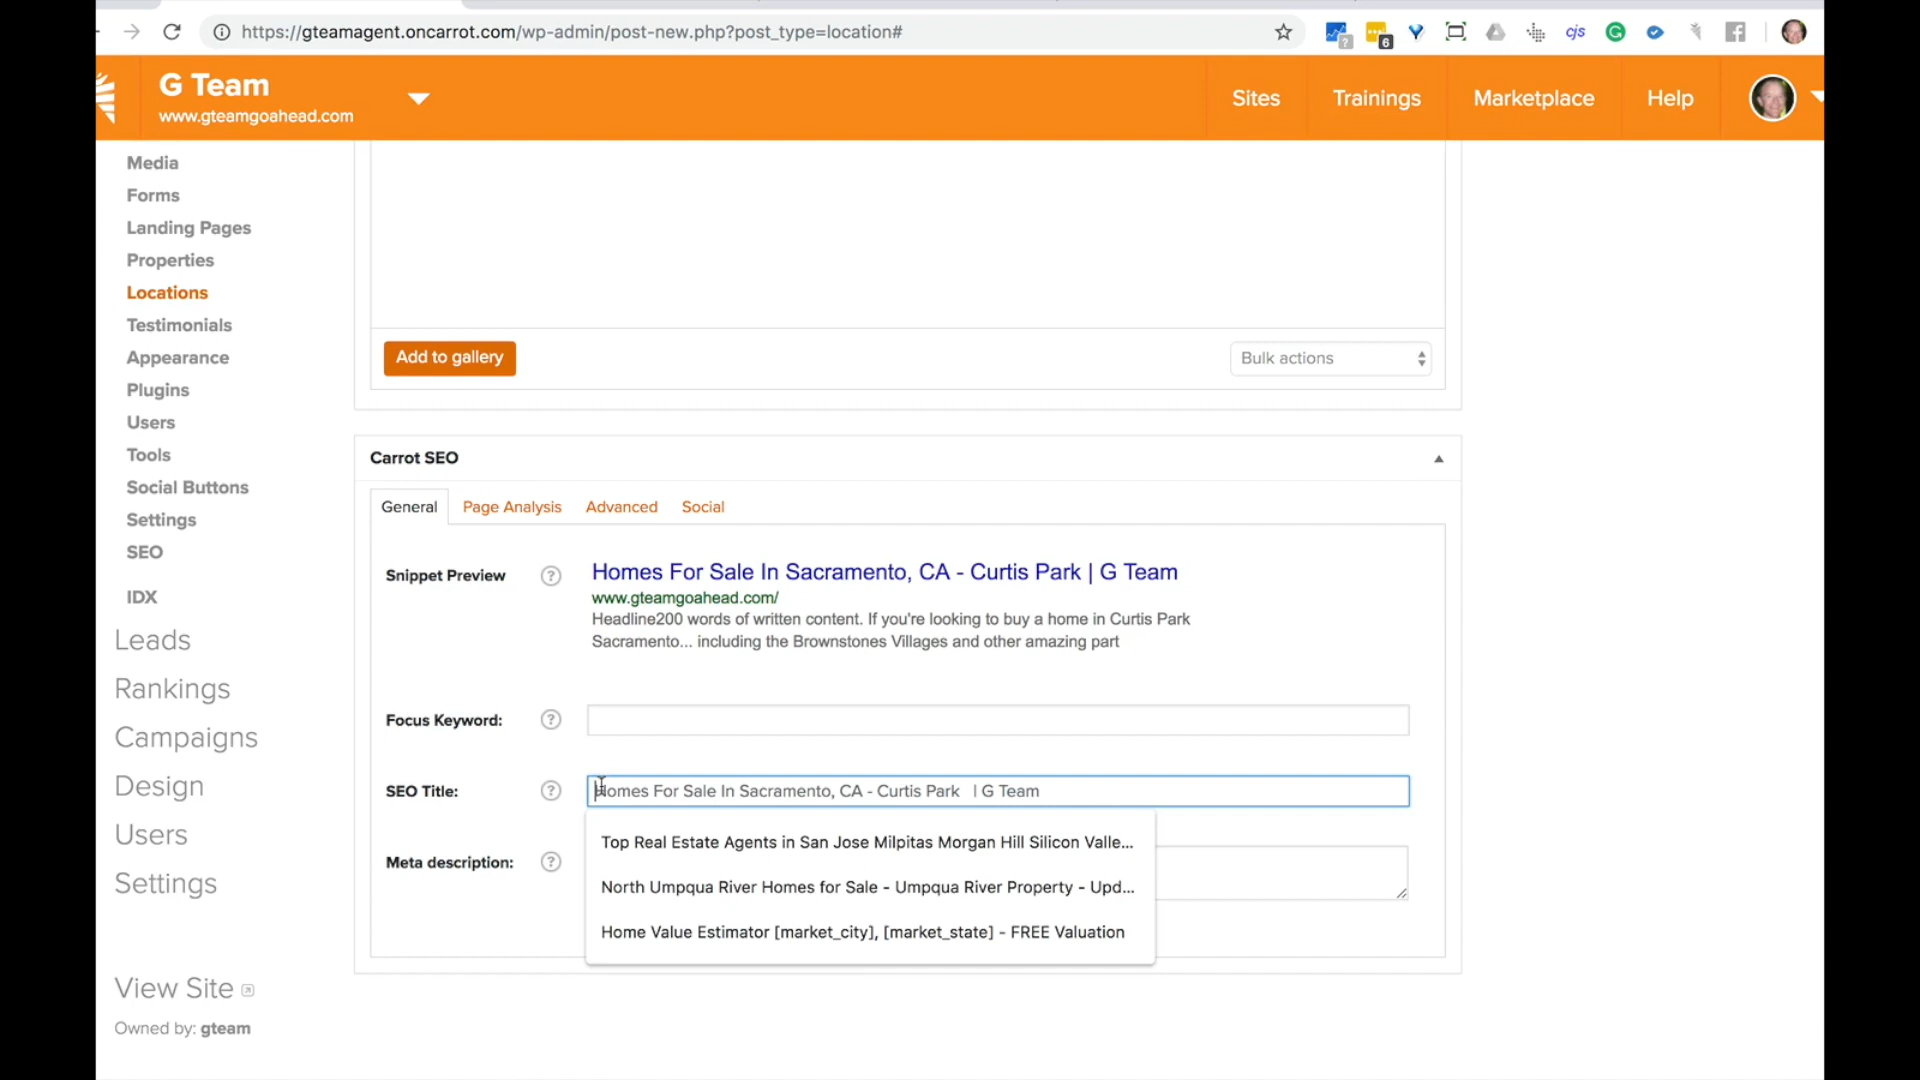 https://gteamagent.oncarrot.com/wp-admin/post-new.php?post_type=location#
?
6
cjs
G Team
www.gteamgoahead.com
Sites
Trainings
Marketplace
Help
Media
Forms
Landing Pages
Properties
Locations
Testimonials
Appearance
Plugins
Users
Tools
Social Buttons
Settings
SEO
IDX
Leads
Rankings
Campaigns
Design
Users
Settings
View Site
Owned by: gteam
Add to gallery
Bulk actions
Carrot SEO
General
Page Analysis
Advanced
Social
Snippet Preview
?
Homes For Sale In Sacramento, CA - Curtis Park | G Team
www.gteamgoahead.com/
Headline200 words of written content. If you're looking to buy a home in Curtis Park
Sacramento... including the Brownstones Villages and other amazing part
Focus Keyword:
?
SEO Title:
?
Homes For Sale In Sacramento, CA - Curtis Park | G Team
Top Real Estate Agents in San Jose Milpitas Morgan Hill Silicon Valle...
North Umpqua River Homes for Sale - Umpqua River Property - Upd...
Home Value Estimator [market_city], [market_state] - FREE Valuation
Meta description:
?